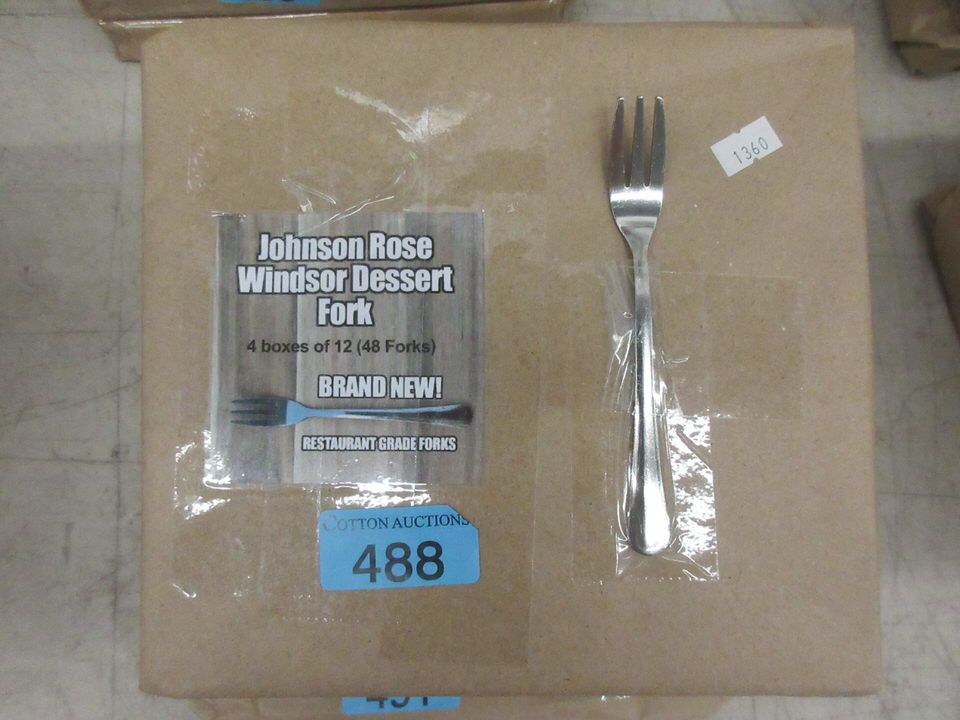 1360
Johnson Rose
Windsor Dessert
Fork
4 boxes of 12 (48 Forks)
BRAND NEW!
RESTAURANT GRADE FORKS
COTTON AUCTIONS
488